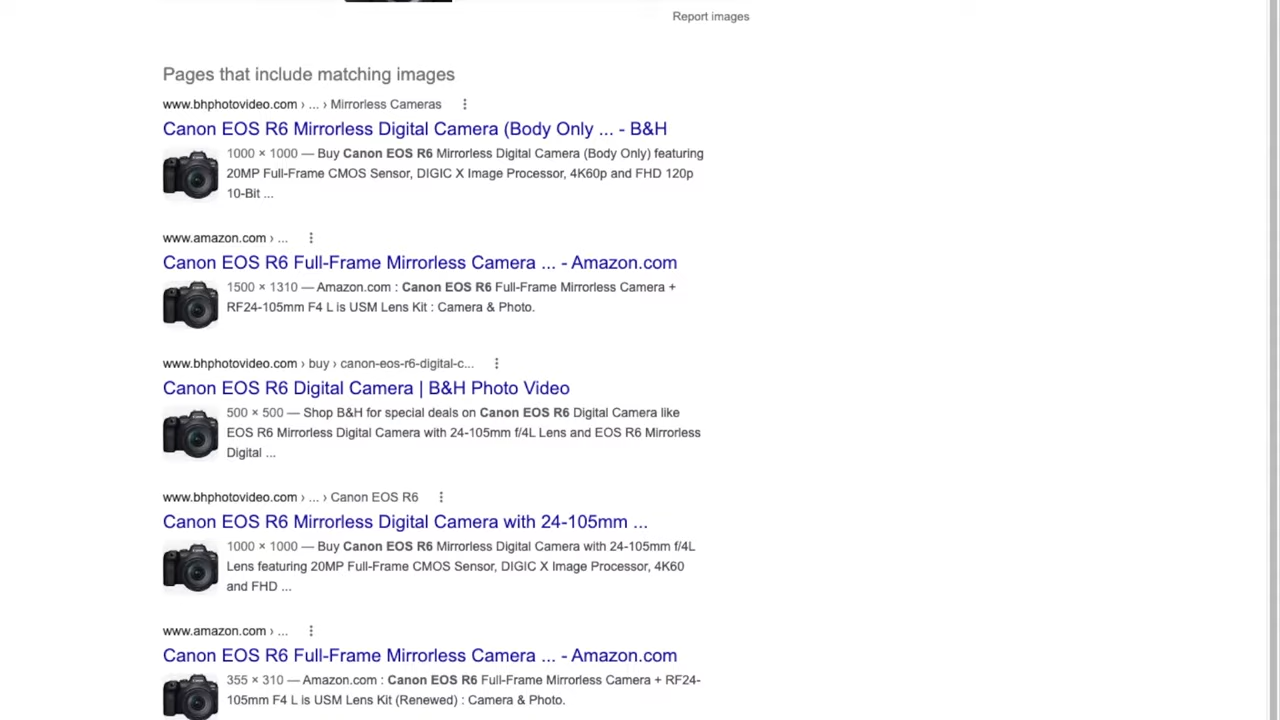 Report images
Pages that include matching images
www.bhphotovideo.com › ... › Mirrorless Cameras
Canon EOS R6 Mirrorless Digital Camera (Body Only ... - B&H
1000 × 1000 — Buy Canon EOS R6 Mirrorless Digital Camera (Body Only) featuring
20MP Full-Frame CMOS Sensor, DIGIC X Image Processor, 4K60p and FHD 120p
10-Bit ...
www.amazon.com › ...
Canon EOS R6 Full-Frame Mirrorless Camera ... - Amazon.com
1500 × 1310 — Amazon.com : Canon EOS R6 Full-Frame Mirrorless Camera +
RF24-105mm F4 L is USM Lens Kit : Camera & Photo.
www.bhphotovideo.com › buy › canon-eos-r6-digital-c...
Canon EOS R6 Digital Camera | B&H Photo Video
500 × 500 — Shop B&H for special deals on Canon EOS R6 Digital Camera like
EOS R6 Mirrorless Digital Camera with 24-105mm f/4L Lens and EOS R6 Mirrorless
Digital ...
www.bhphotovideo.com › ... › Canon EOS R6
Canon EOS R6 Mirrorless Digital Camera with 24-105mm ...
1000 × 1000 — Buy Canon EOS R6 Mirrorless Digital Camera with 24-105mm f/4L
Lens featuring 20MP Full-Frame CMOS Sensor, DIGIC X Image Processor, 4K60
and FHD ...
www.amazon.com › ...
Canon EOS R6 Full-Frame Mirrorless Camera ... - Amazon.com
355 × 310 — Amazon.com : Canon EOS R6 Full-Frame Mirrorless Camera + RF24-
105mm F4 L is USM Lens Kit (Renewed) : Camera & Photo.